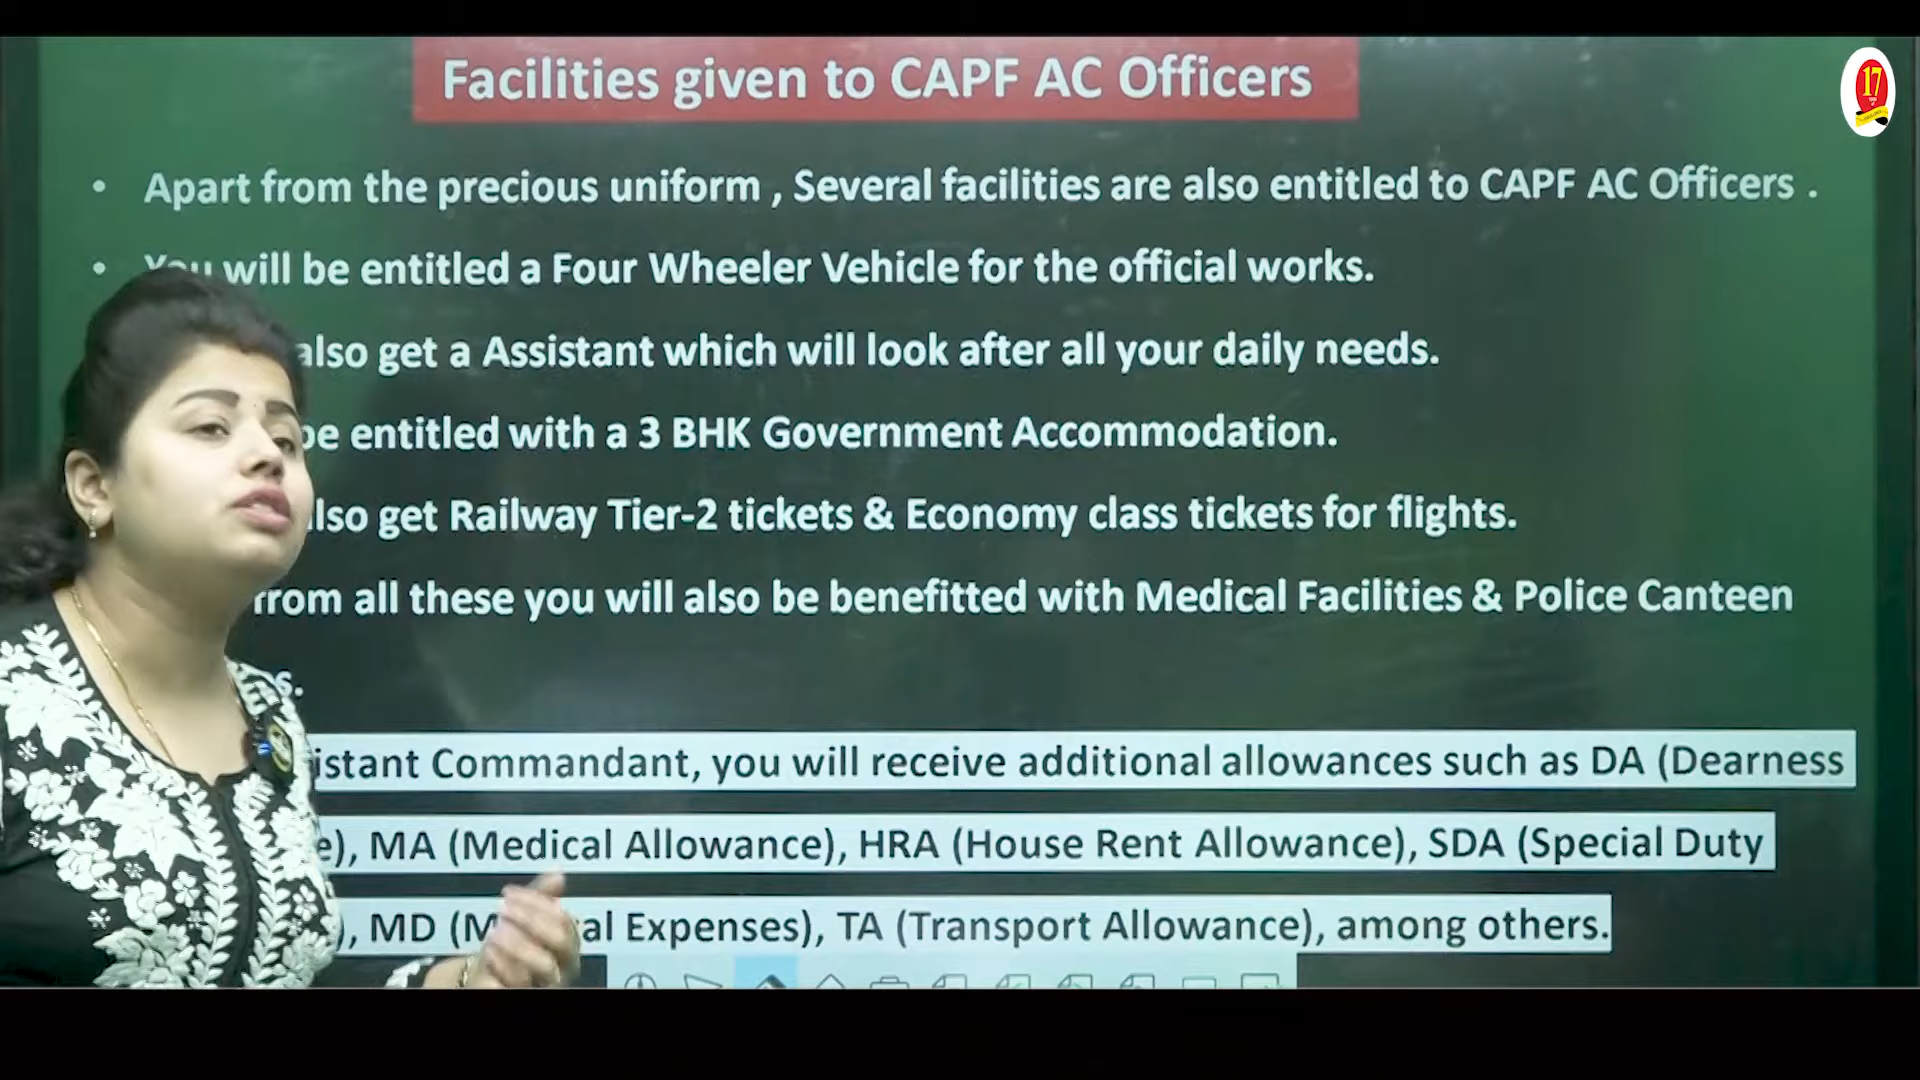 Facilities given to CAPF AC Officers
17
• Apart from the precious uniform , Several facilities are also entitled to CAPF AC Officers .
• You will be entitled a Four Wheeler Vehicle for the official works.
also get a Assistant which will look after all your daily needs.
be entitled with a 3 BHK Government Accommodation.
also get Railway Tier-2 tickets & Economy class tickets for flights.
from all these you will also be benefitted with Medical Facilities & Police Canteen
Commandant, you will receive additional allowances such as DA (Dearness
MA (Medical Allowance), HRA (House Rent Allowance), SDA (Special Duty
MD Expenses), TA (Transport Allowance), among others.